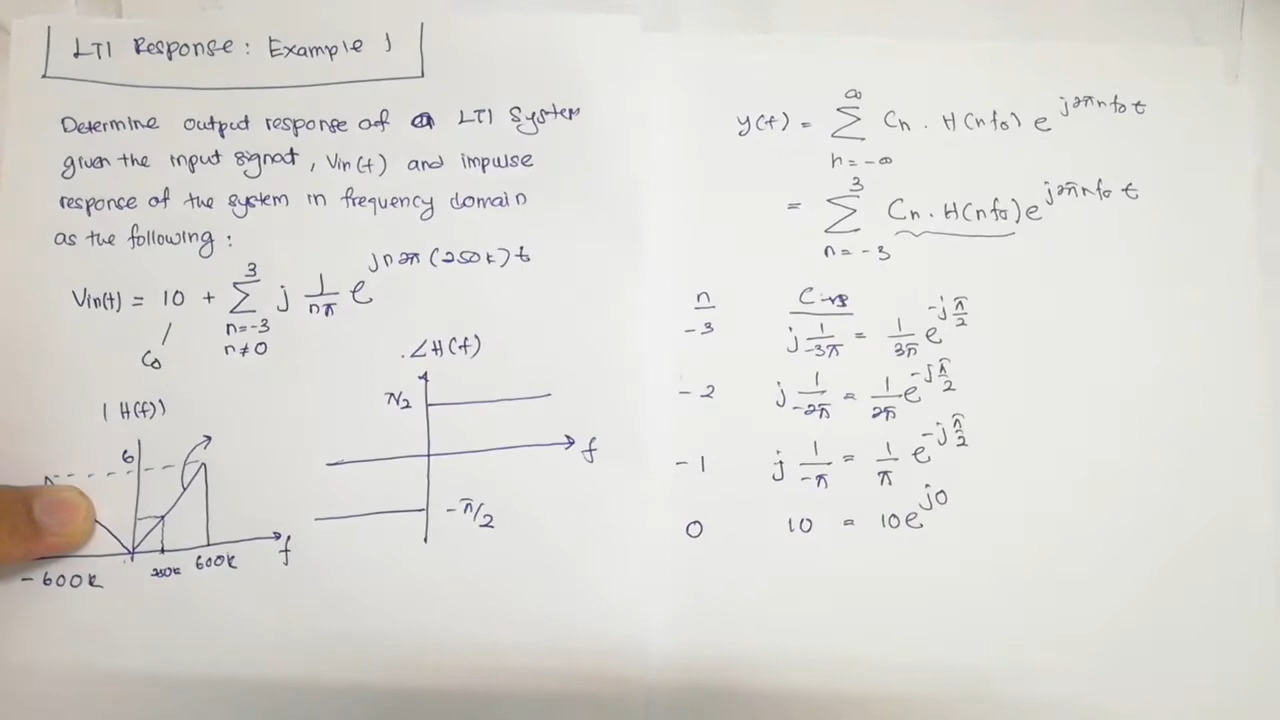 LTI Response: Example 1
Determine output response of a LTI System
given the input signal, Vin(t) and impulse
response of the system in frequency domain
as the following:
Vin(t) = 10 + Σ j 1/nπ e^jn2π(250k)t
3
n=-3
n≠0
C0
|H(f)|
6
-600k
250k
600k
f
∠H(f)
π/2
f
-π/2
y(t) = Σ Cn . H(nf0) e^j2πnf0t
∞
n=-∞
= Σ Cn . H(nf0) e^j2πnf0t
3
n=-3
n
-3 j 1/-3π = 1/3π e^-jπ/2
-2 j 1/-2π = 1/2π e^-jπ/2
-1 j 1/-π = 1/π e^-jπ/2
0 10 = 10e^j0